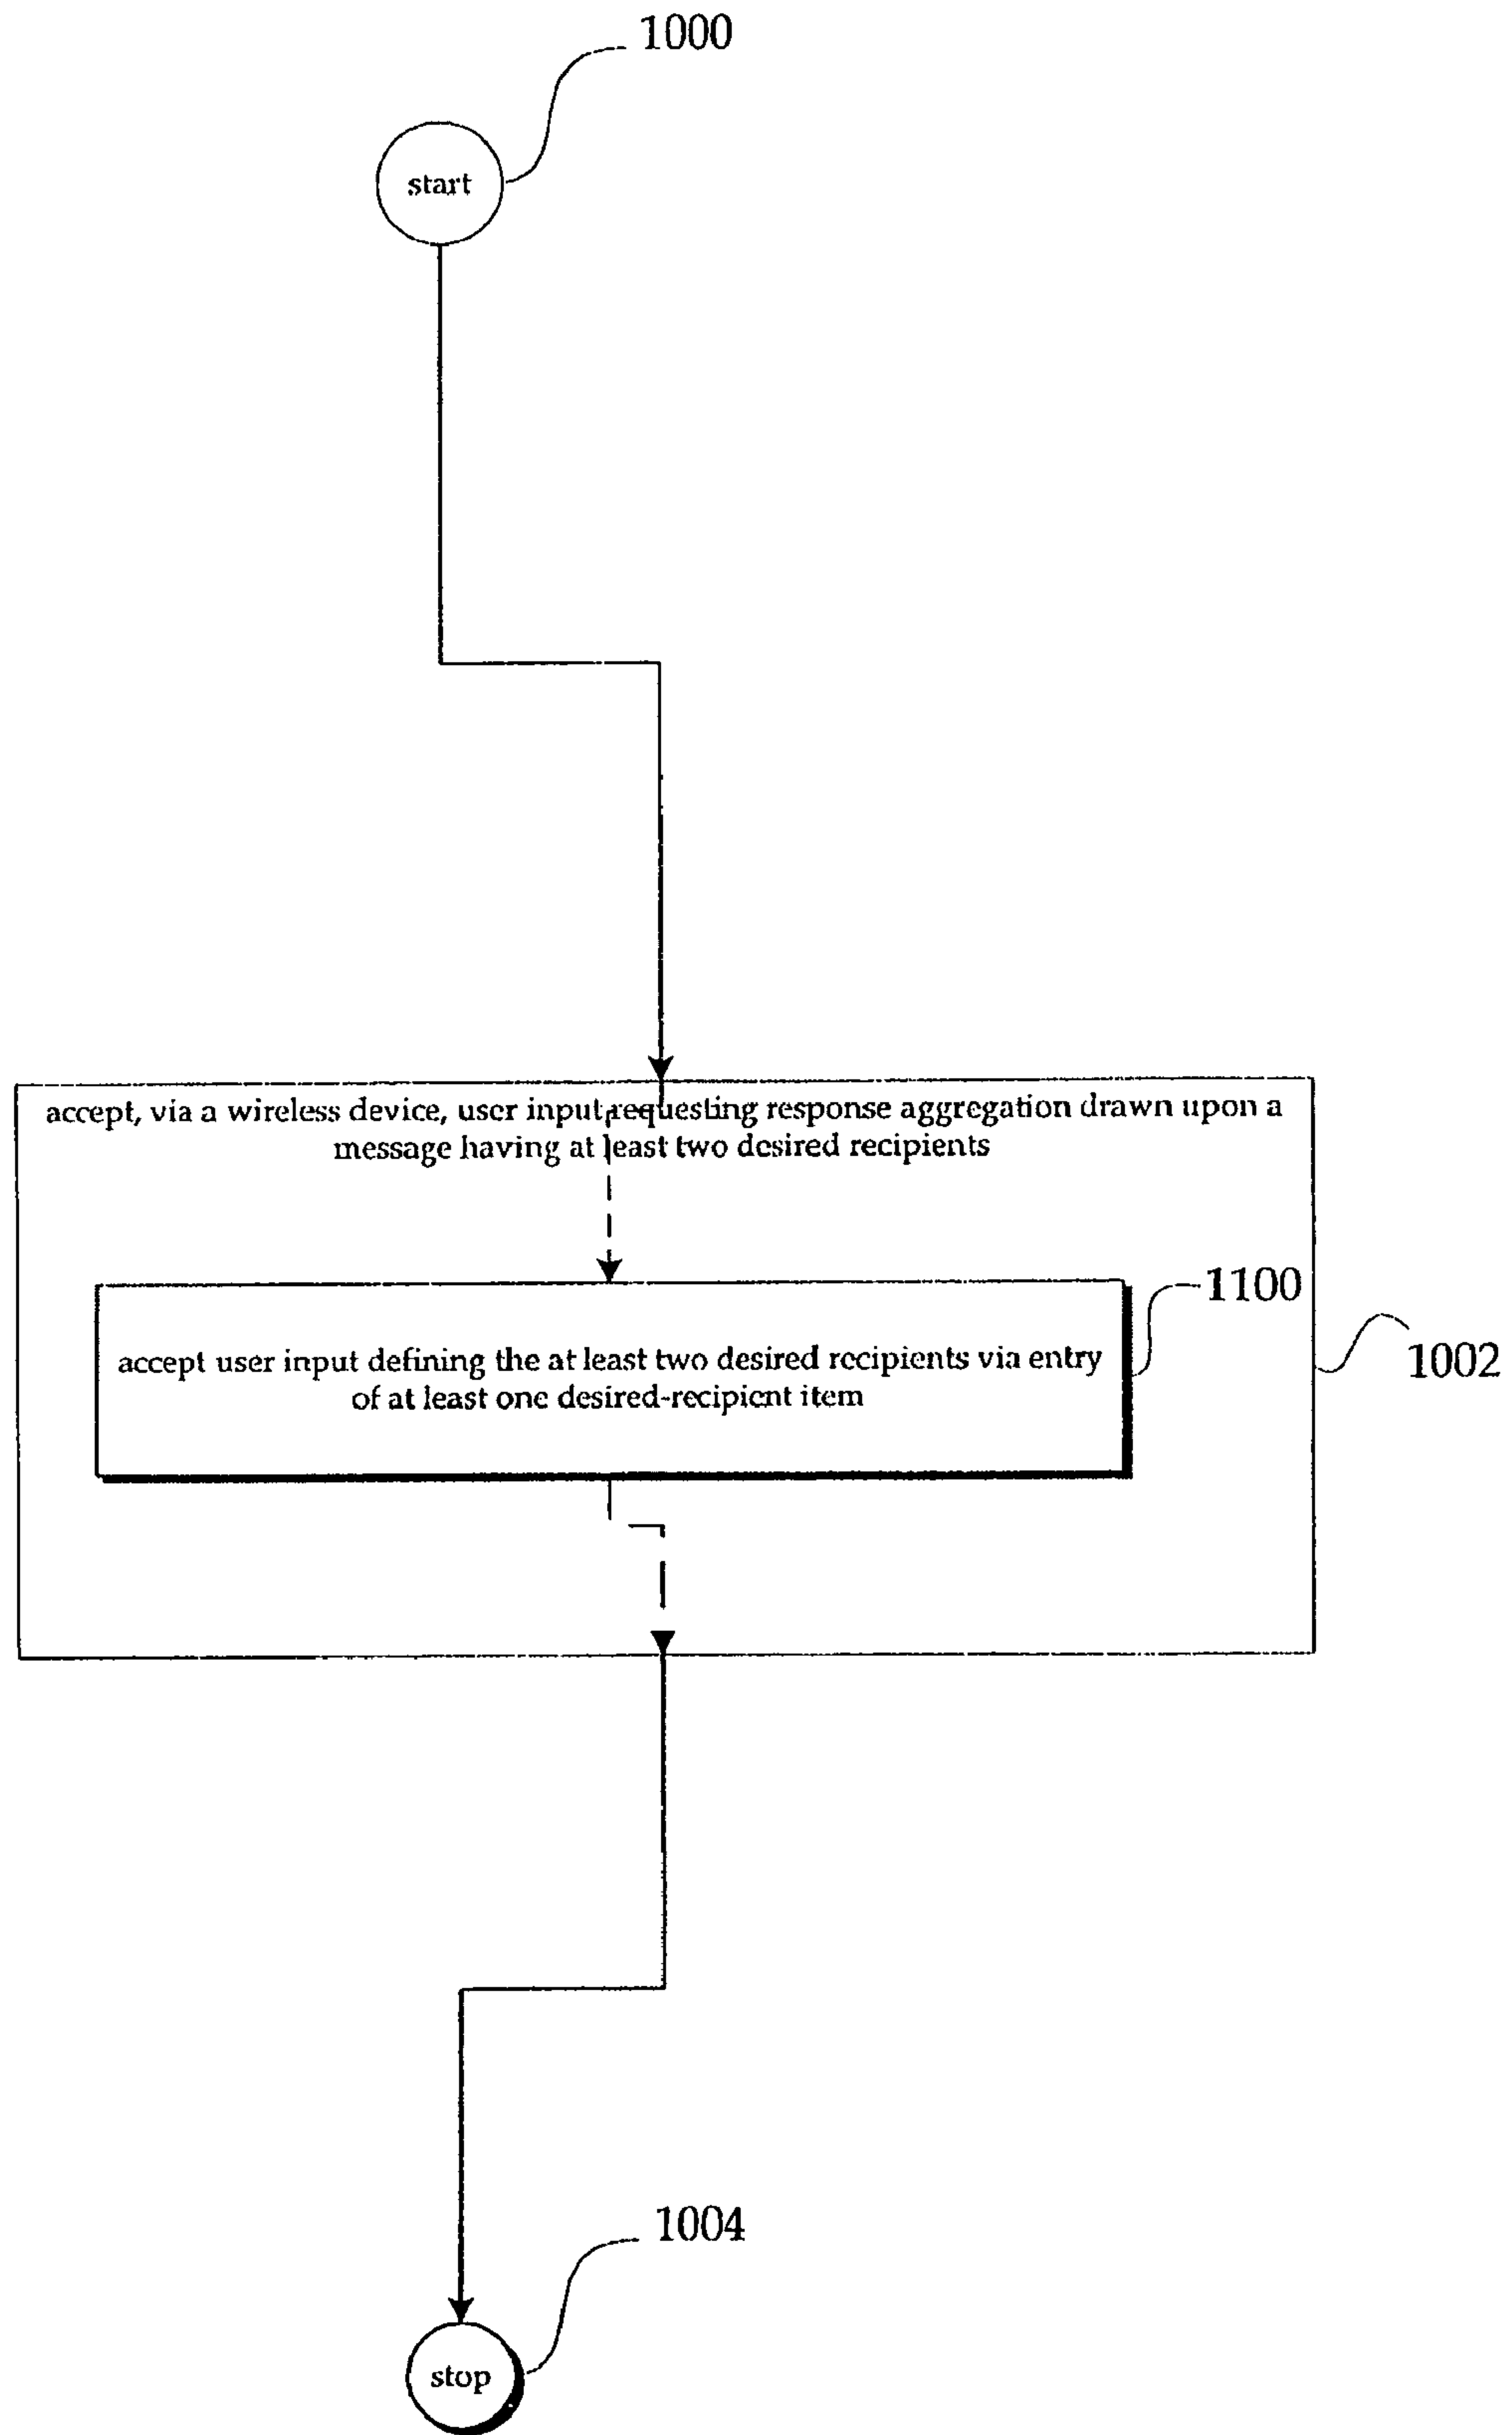 1000
start
accept, via a wireless device, user input requesting response aggregation drawn upon a
message having at least two desired recipients
1100
accept user input defining the at least two desired recipients via entry
of at least one desired-recipient item
1002
1004
stop